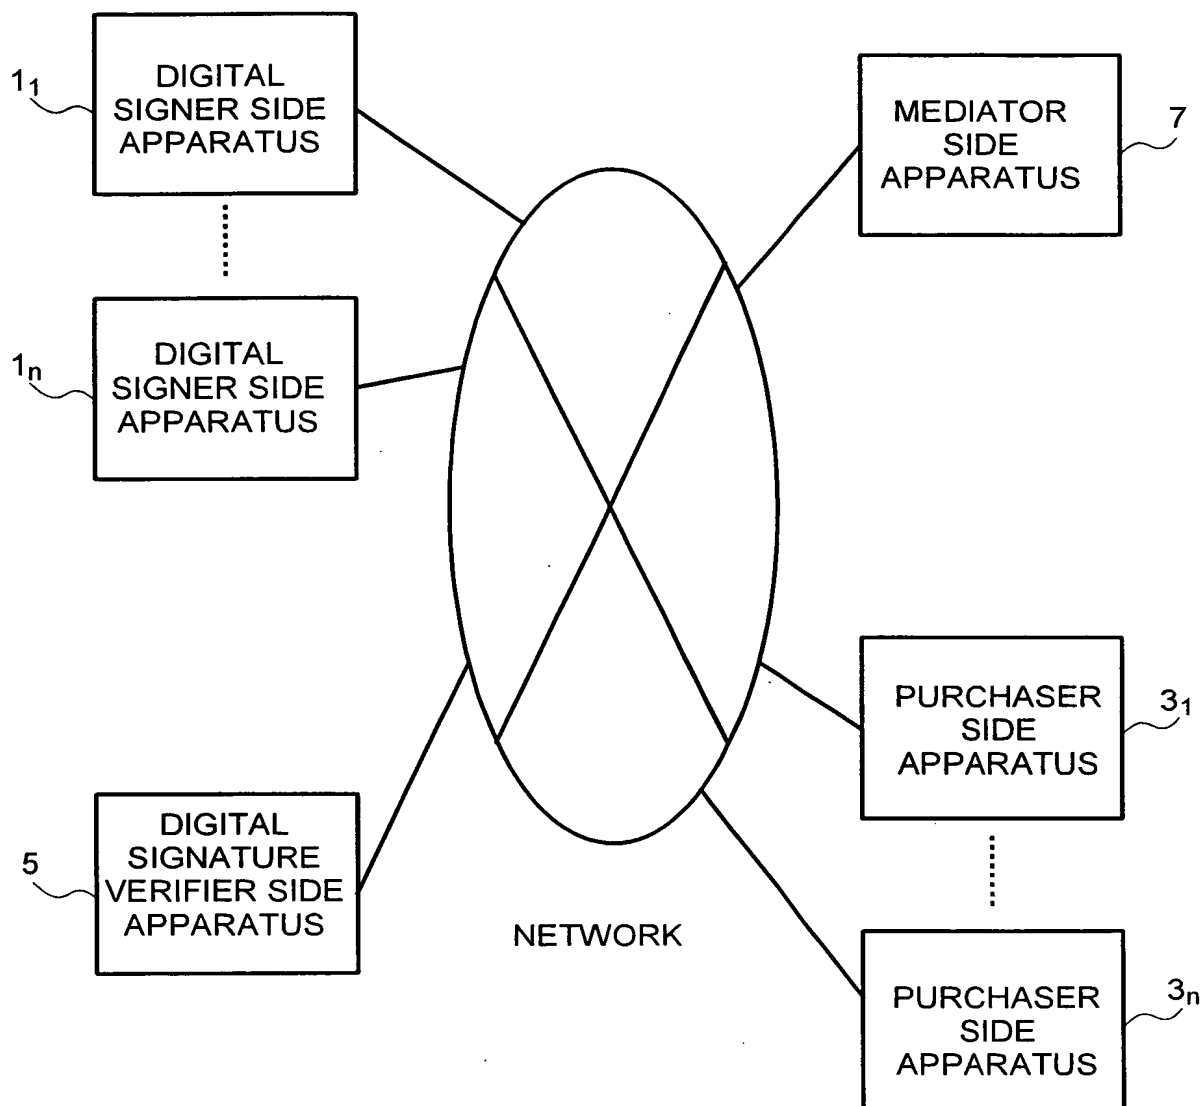 1₁
DIGITAL
SIGNER SIDE
APPARATUS
1ₙ
DIGITAL
SIGNER SIDE
APPARATUS
5
DIGITAL
SIGNATURE
VERIFIER SIDE
APPARATUS
NETWORK
MEDIATOR
SIDE
APPARATUS
7
PURCHASER
SIDE
APPARATUS
3₁
PURCHASER
SIDE
APPARATUS
3ₙ